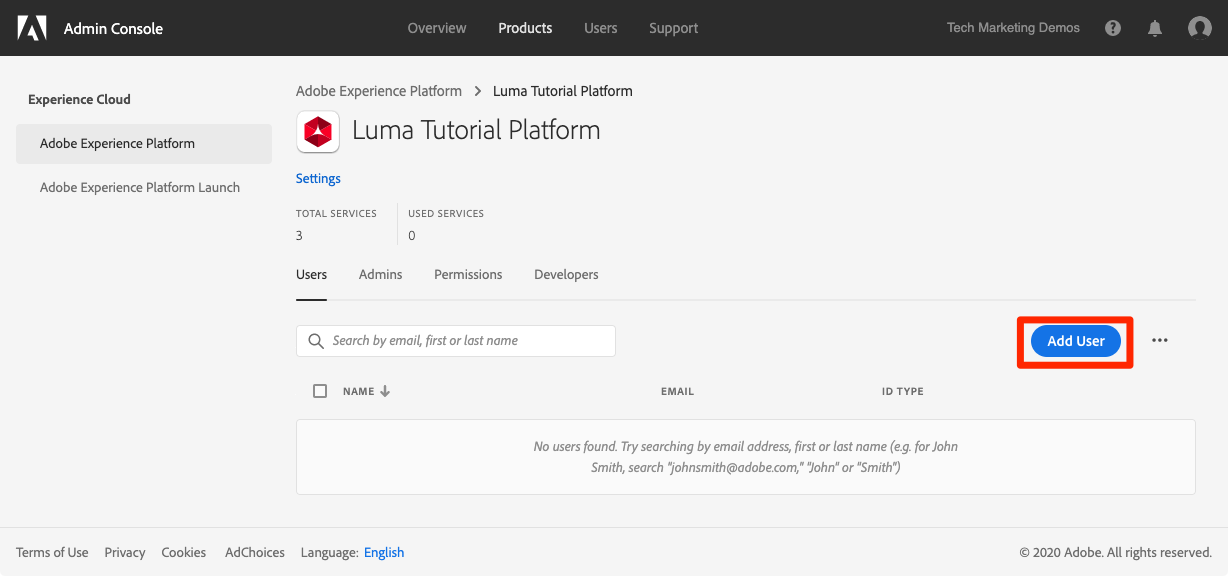 Admin Console
Overview Products Users Support
Tech Marketing Demos
Experience Cloud
Adobe Experience Platform
Adobe Experience Platform Launch
Adobe Experience Platform > Luma Tutorial Platform
Luma Tutorial Platform
Settings
TOTAL SERVICES USED SERVICES
3 0
Users Admins Permissions Developers
Search by email, first or last name
Add User
NAME EMAIL ID TYPE
No users found. Try searching by email address, first or last name (e.g. for John
Smith, search "johnsmith@adobe.com," "John" or "Smith")
Terms of Use Privacy Cookies AdChoices Language: English
© 2020 Adobe. All rights reserved.